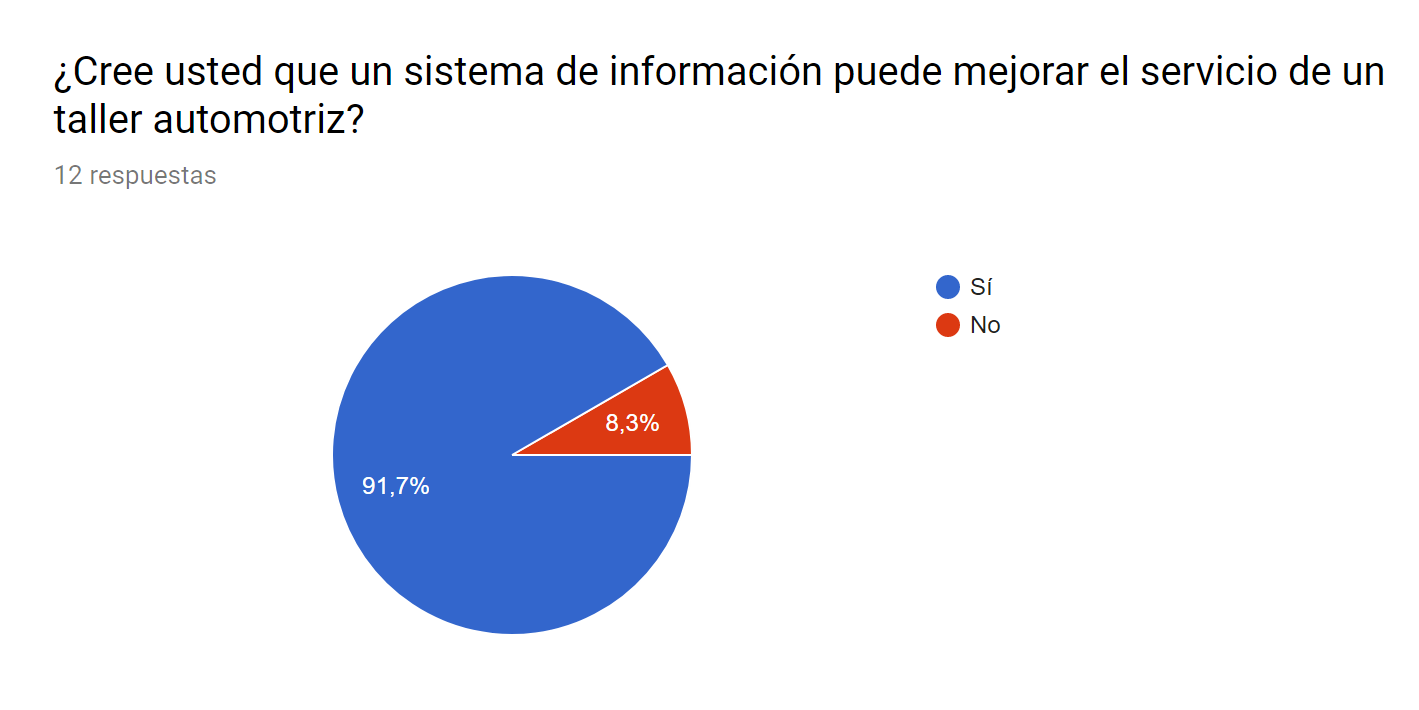 ¿Cree usted que un sistema de información puede mejorar el servicio de un
taller automotriz?
12 respuestas
Sí
No
8,3%
91,7%